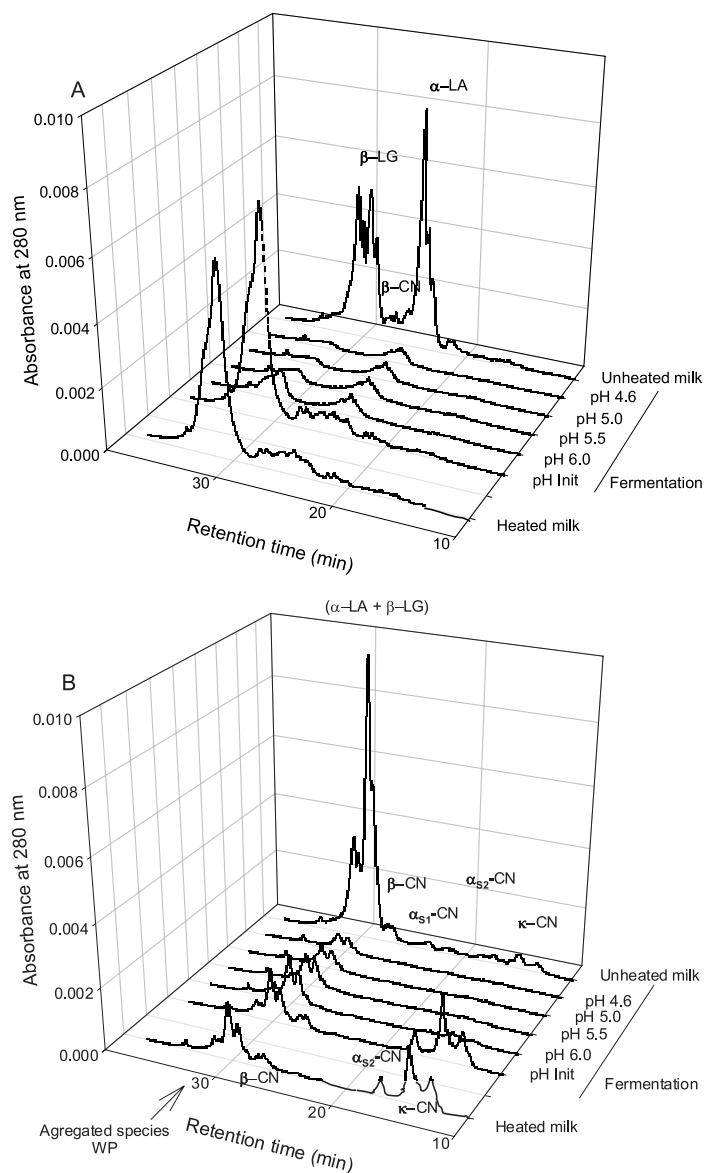 A
α–LA
0.010
β–LG
0.008
0.006
β–CN
0.004
0.002
0.000
Absorbance at 280 nm
30
20
10
Retention time (min)
Unheated milk
pH 4.6
pH 5.0
pH 5.5
pH 6.0
pH Init
Fermentation
Heated milk
(α–LA + β–LG)
B
0.010
0.008
0.006
0.004
0.002
0.000
Absorbance at 280 nm
β–CN
αS2-CN
αS1-CN
κ–CN
Unheated milk
pH 4.6
pH 5.0
pH 5.5
pH 6.0
pH Init
Fermentation
Heated milk
αS2-CN
β–CN
κ–CN
30
20
10
Retention time (min)
Agregated species
WP